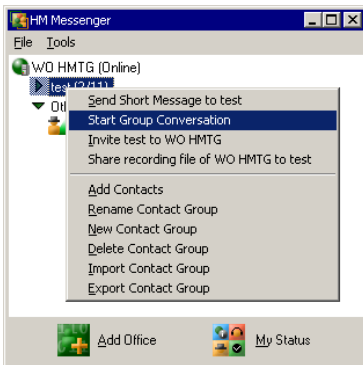 HM Messenger
File Tools
WO HMTG (Online)
test (2/11)
Send Short Message to test
Start Group Conversation
Invite test to WO HMTG
Share recording file of WO HMTG to test
Add Contacts
Rename Contact Group
New Contact Group
Delete Contact Group
Import Contact Group
Export Contact Group
Add Office My Status